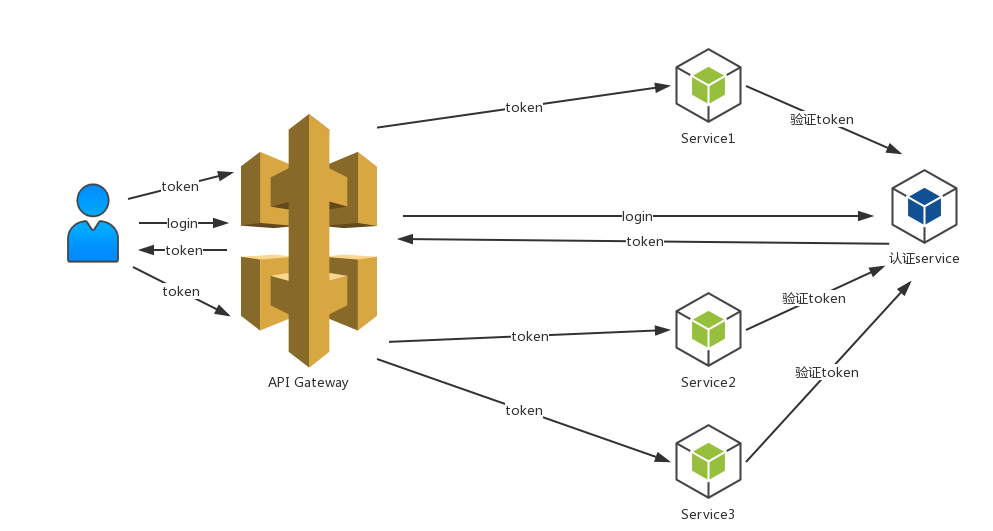 token
Service1
验证token
token
login
token
token
API Gateway
login
token
认证service
token
Service2
验证token
token
Service3
验证token